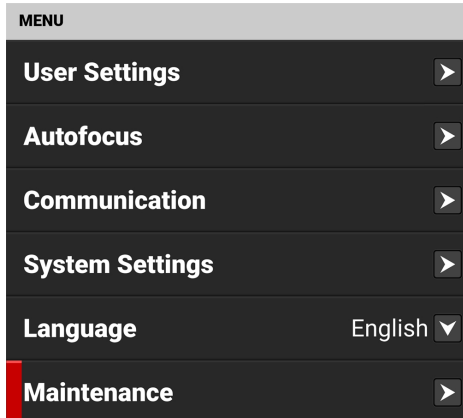 MENU
User Settings
Autofocus
Communication
System Settings
Language English
Maintenance